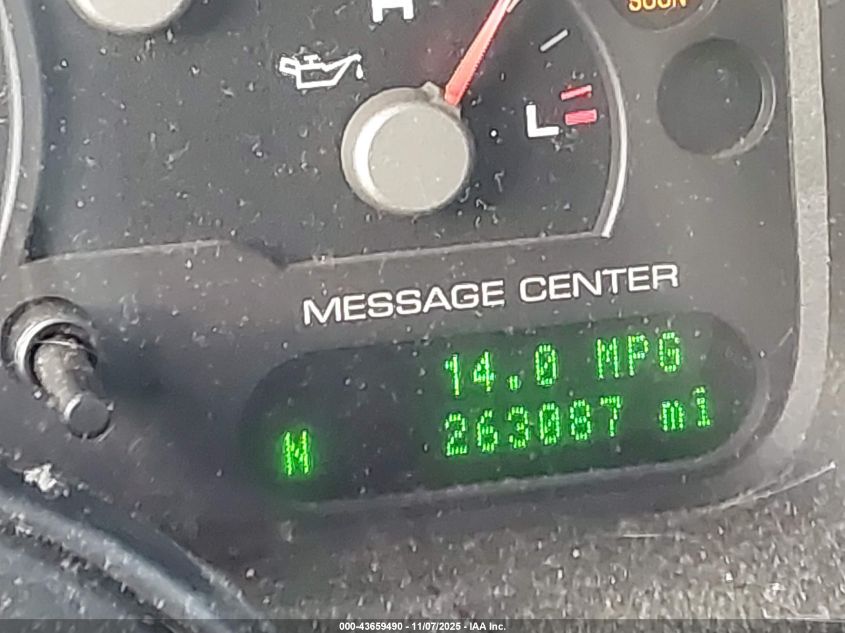 H
SOON
L
MESSAGE CENTER
14.0 MPG
N 263087 mi
000-43659490 - 11/07/2025 - IAA Inc.